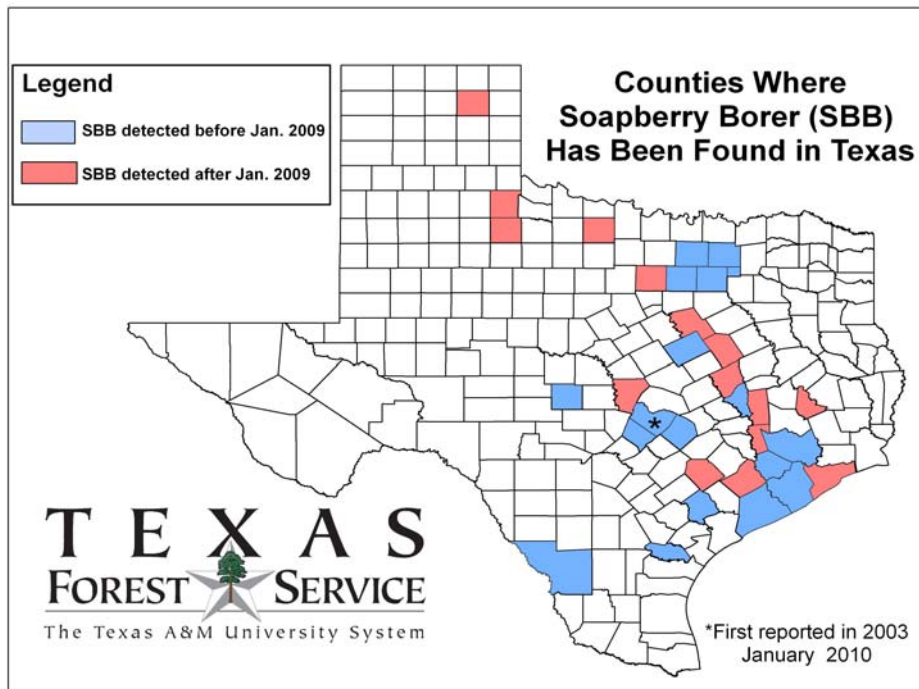 Legend
SBB detected before Jan. 2009
SBB detected after Jan. 2009
Counties Where
Soapberry Borer (SBB)
Has Been Found in Texas
*
TEXAS
FOREST SERVICE
The Texas A&M University System
*First reported in 2003
January 2010